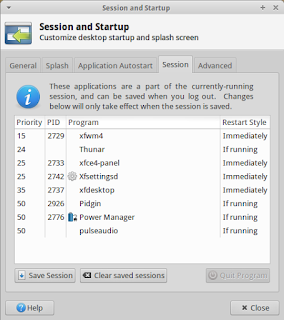 Session and Startup
Session and Startup
Customize desktop startup and splash screen
General Splash Application Autostart Session Advanced
These applications are a part of the currently-running
session, and can be saved when you log out. Changes
below will only take effect when the session is saved.
Priority PID Program Restart Style
15 2729 xfwm4 Immediately
24 Thunar If running
25 2733 xfce4-panel Immediately
25 2742 Xfsettingsd Immediately
35 2737 xfdesktop Immediately
50 2926 Pidgin If running
50 2776 Power Manager If running
50 pulseaudio If running
Save Session Clear saved sessions Quit Program
Help Close